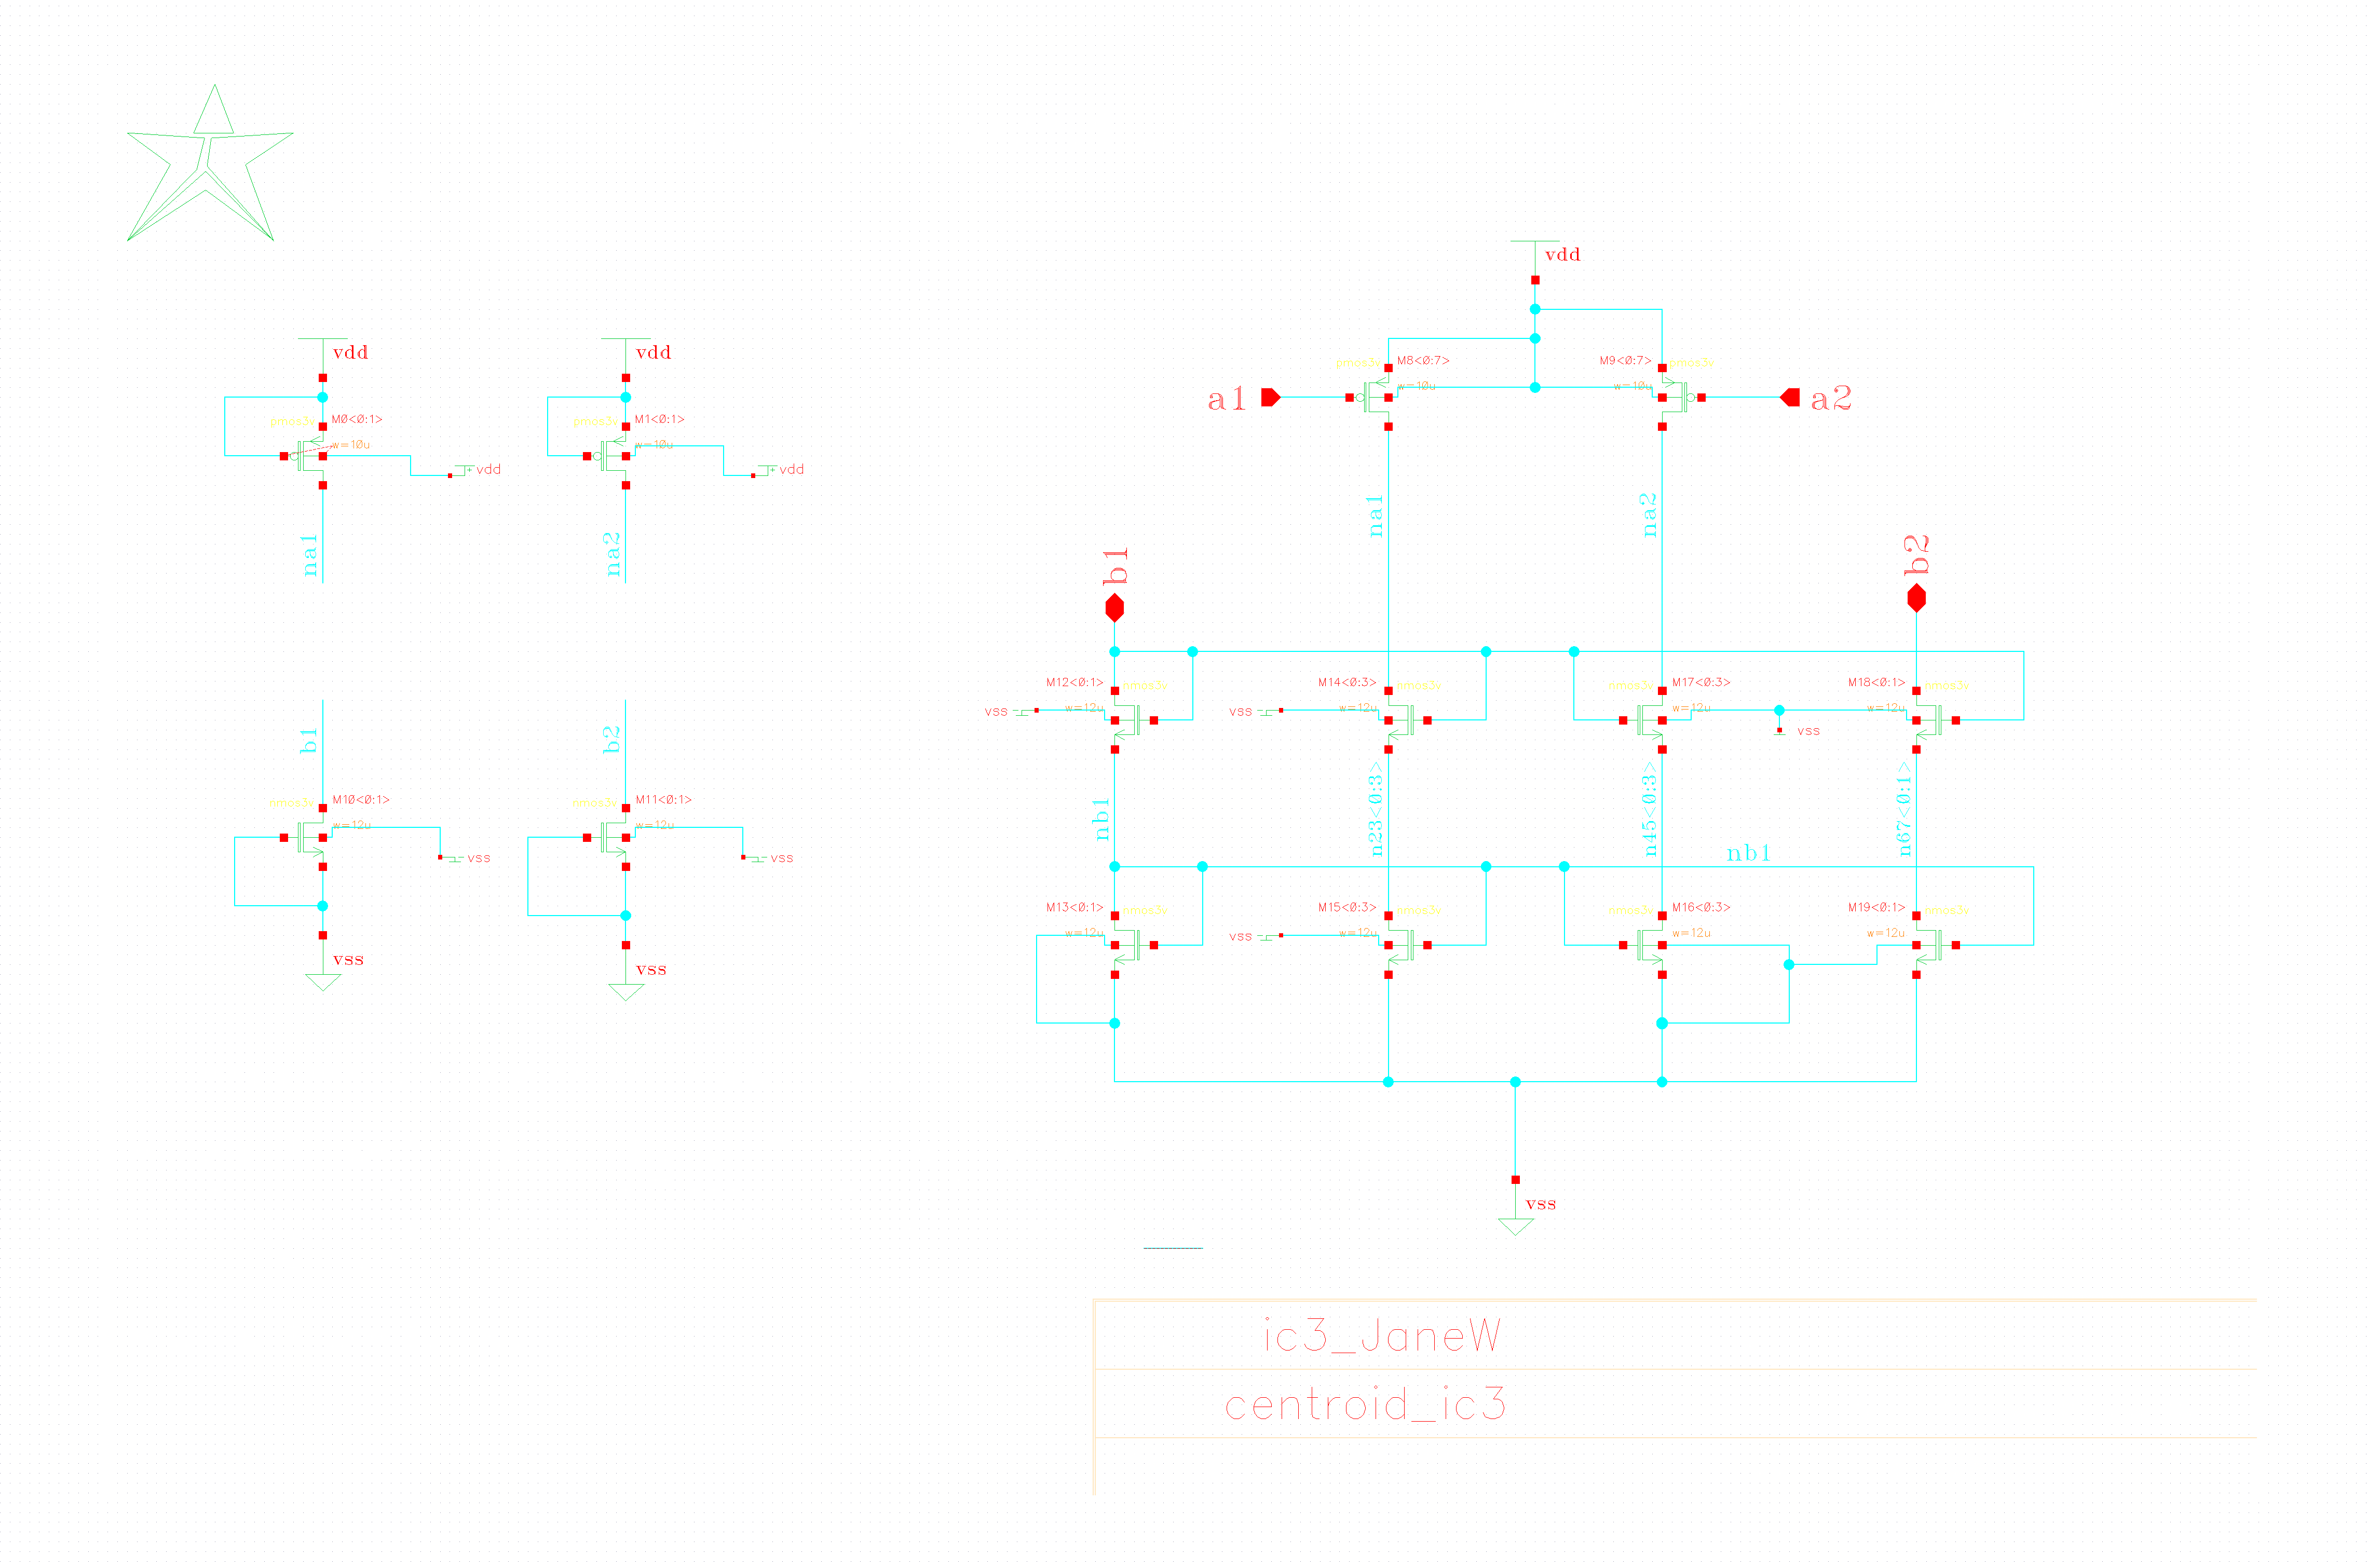 vdd
vdd
vdd
pmos3v M8<0:7> M9<0:7> pmos3v
a1 w=10u w=10u a2
pmos3v M0<0:1> pmos3v M1<0:1>
w=10u w=10u
vdd vdd
na1 na2
na1 na2
b1 b2
M12<0:1> nmos3v M14<0:3> nmos3v nmos3v M17<0:3> M18<0:1> nmos3v
vss w=12u vss w=12u w=12u vss w=12u
b1 b2
nmos3v M10<0:1> nmos3v M11<0:1>
w=12u w=12u
vss vss
nb1 n23<0:3> n45<0:3> n67<0:1>
nb1
M13<0:1> nmos3v M15<0:3> nmos3v nmos3v M16<0:3> M19<0:1> nmos3v
w=12u vss w=12u w=12u w=12u
vss vss
vss
ic3_JaneW
centroid_ic3